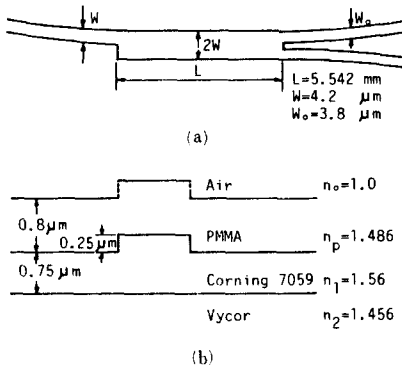 W
W₀
2W
L
L=5.542 mm
W=4.2 μm
W₀=3.8 μm
(a)
Air n₀=1.0
0.8μm
0.25μm
PMMA nₚ=1.486
0.75μm
Corning 7059 n₁=1.56
Vycor n₂=1.456
(b)